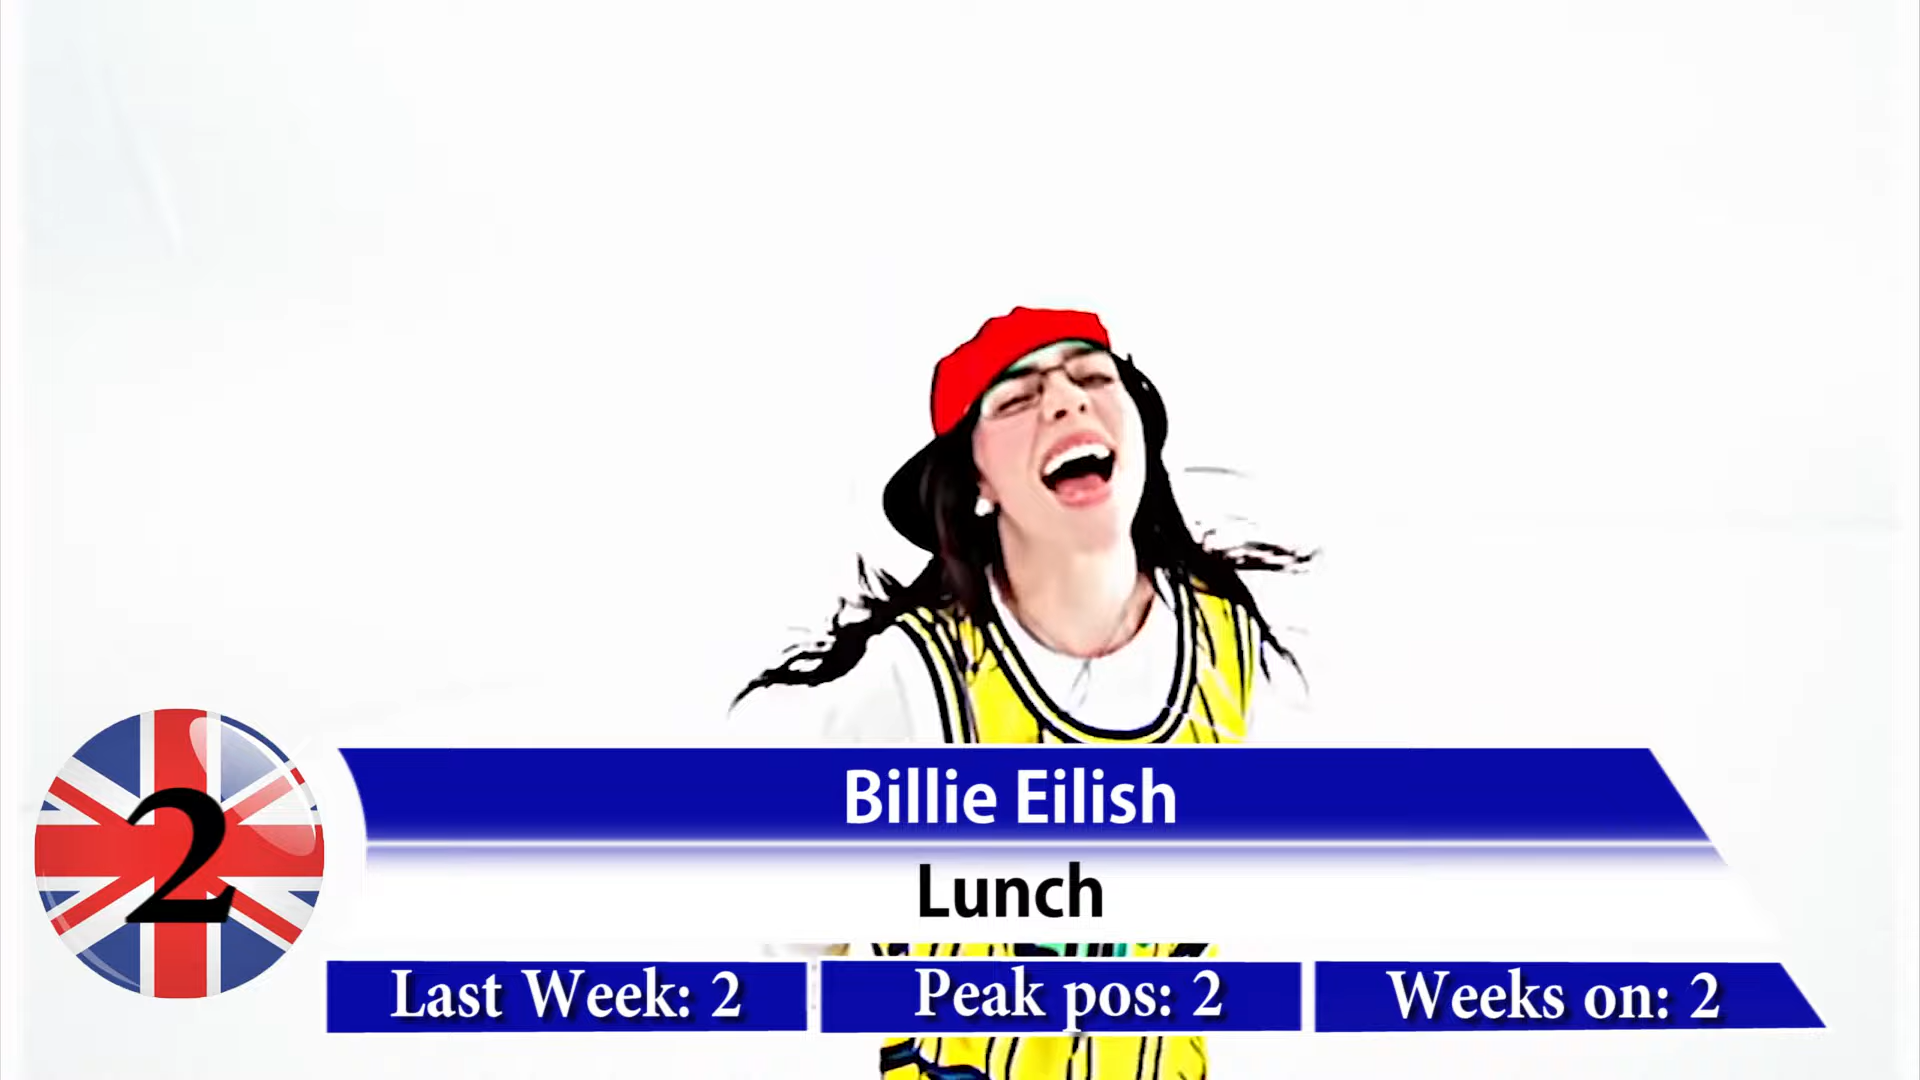 Billie Eilish
Lunch
2
Last Week: 2
Peak pos: 2
Weeks on: 2